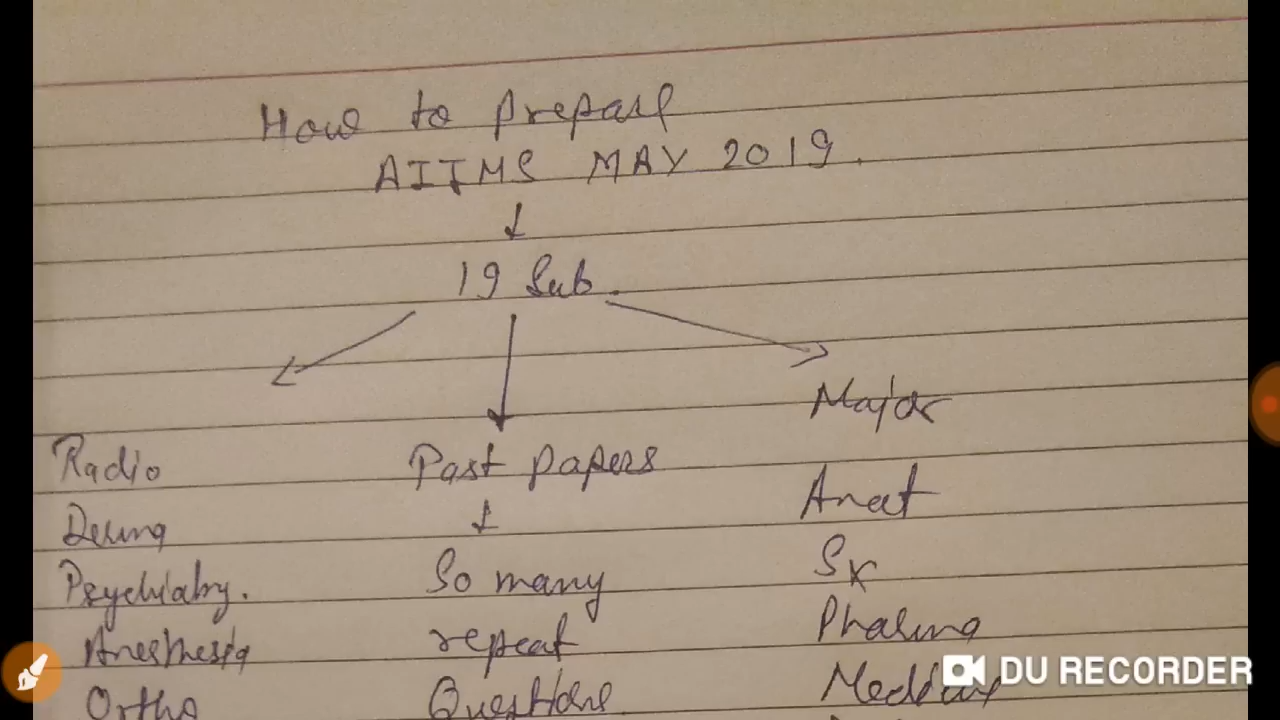 How to prepare
AIIMS MAY 2019.
19 Sub.
Radio
Derma
Psychiatry.
Anesthesia
Ortho
Past papers
So many
repeat
Questions
Major
Anat
Sx
Pharma
Medicine
DU RECORDER